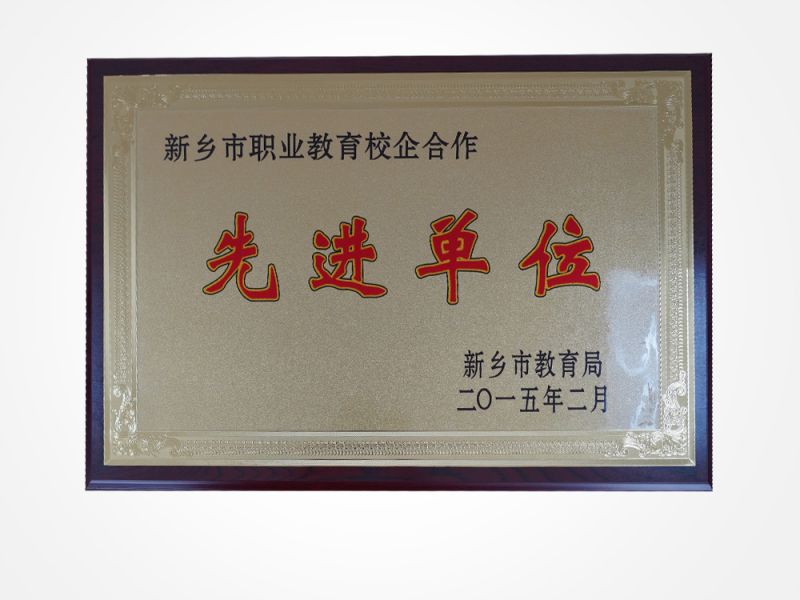 新乡市职业教育校企合作
先进单位
新乡市教育局
二〇一五年二月